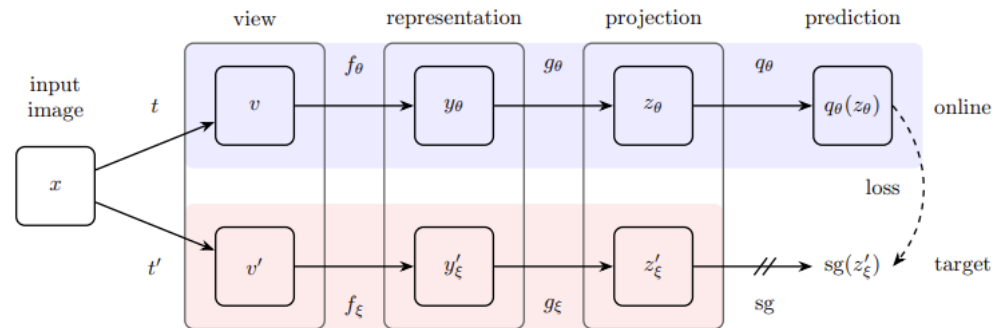 view representation projection prediction
input
image
t
f_θ
g_θ
q_θ
v
y_θ
z_θ
q_θ(z_θ)
online
x
loss
t′
v′
y′_ξ
z′_ξ
sg(z′_ξ)
target
f_ξ
g_ξ
sg